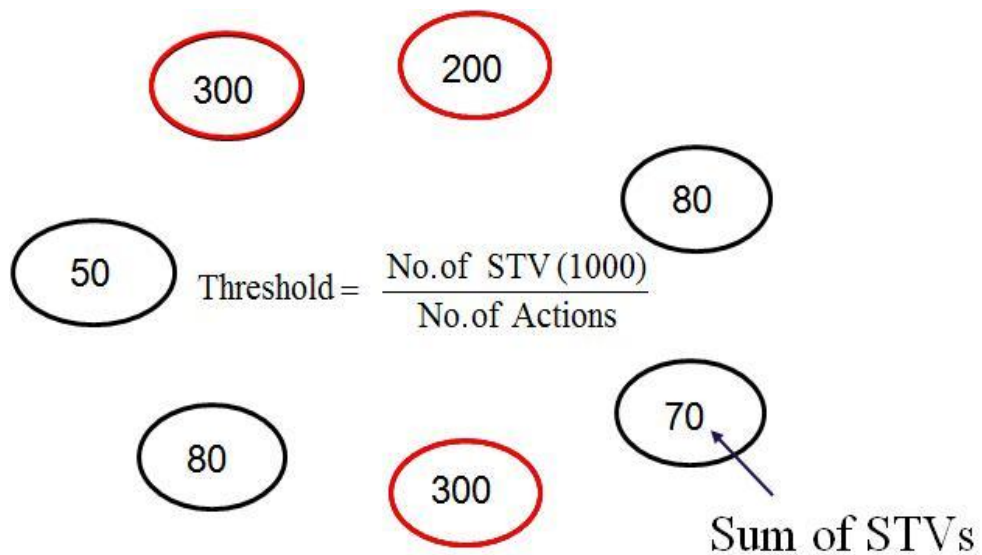 300
200
80
50
Threshold = No.of STV(1000)
No.of Actions
70
80
300
Sum of STVs